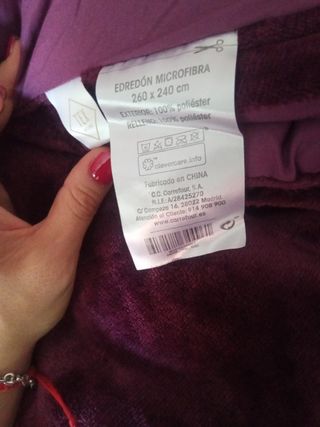 EDREDÓN MICROFIBRA
260 x 240 cm
EXTERIOR: 100% poliéster
RELLENO: 100% poliéster
clevercare.info
Fabricado en CHINA
C.C. Carrefour, S.A.
N.I.F.: A/28425270
C/ Campezo 16, 28022 Madrid
Atención al Cliente: 914 908 900
www.carrefour.es